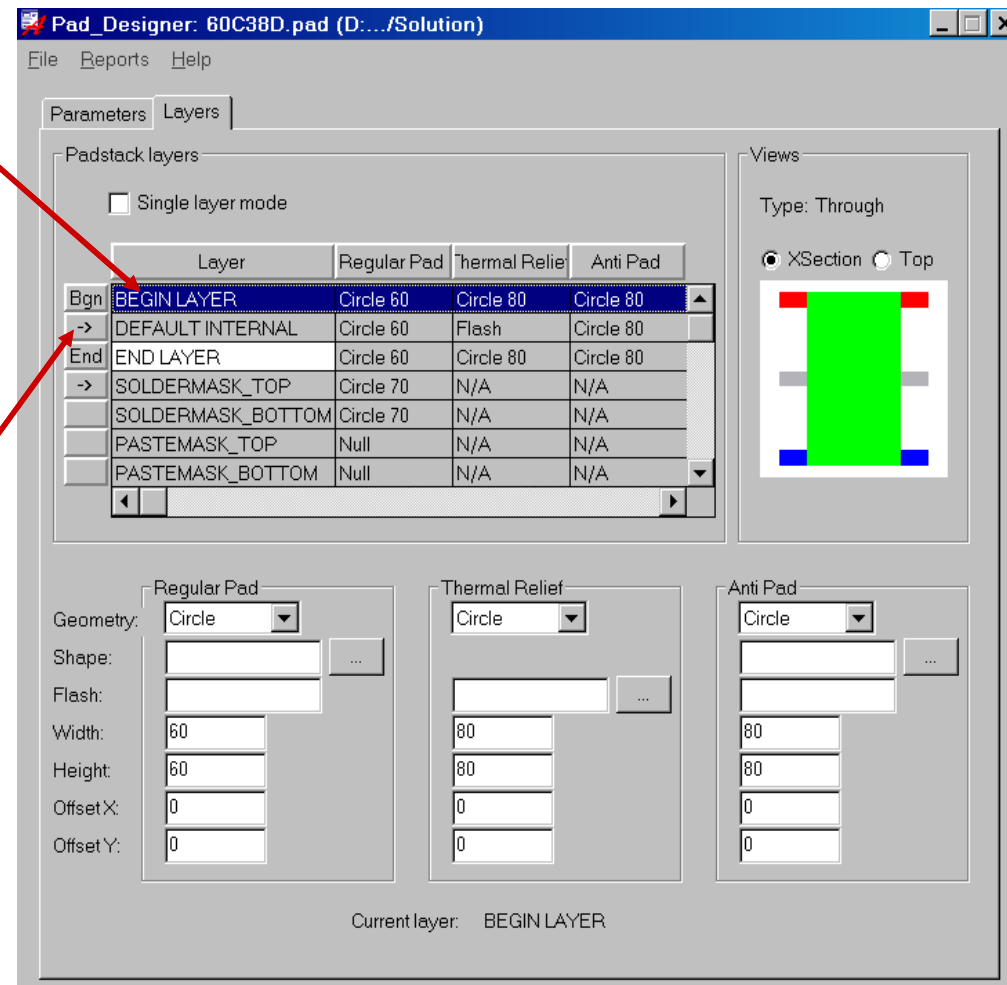 Pad_Designer: 60C38D.pad (D:.../Solution)
File Reports Help
Parameters Layers
Padstack layers
Single layer mode
Layer Regular Pad Thermal Relie Anti Pad
Bgn BEGIN LAYER Circle 60 Circle 80 Circle 80
-> DEFAULT INTERNAL Circle 60 Flash Circle 80
End END LAYER Circle 60 Circle 80 Circle 80
-> SOLDERMASK_TOP Circle 70 N/A N/A
SOLDERMASK_BOTTOM Circle 70 N/A N/A
PASTEMASK_TOP Null N/A N/A
PASTEMASK_BOTTOM Null N/A N/A
Views
Type: Through
XSection Top
Regular Pad Thermal Relief Anti Pad
Geometry: Circle Circle Circle
Shape: ... ...
Flash: ...
Width: 60 80 80
Height: 60 80 80
Offset X: 0 0 0
Offset Y: 0 0 0
Current layer: BEGIN LAYER